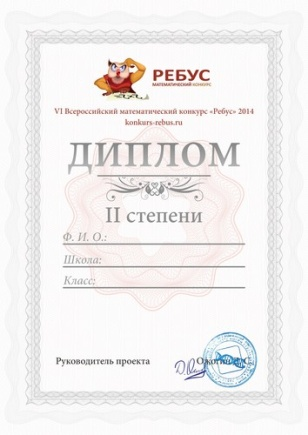 РЕБУС
МАТЕМАТИЧЕСКИЙ КОНКУРС
VI Всероссийский математический конкурс «Ребус» 2014
konkurs-rebus.ru
ДИПЛОМ
II степени
Ф. И. О.:
Школа:
Класс:
Руководитель проекта